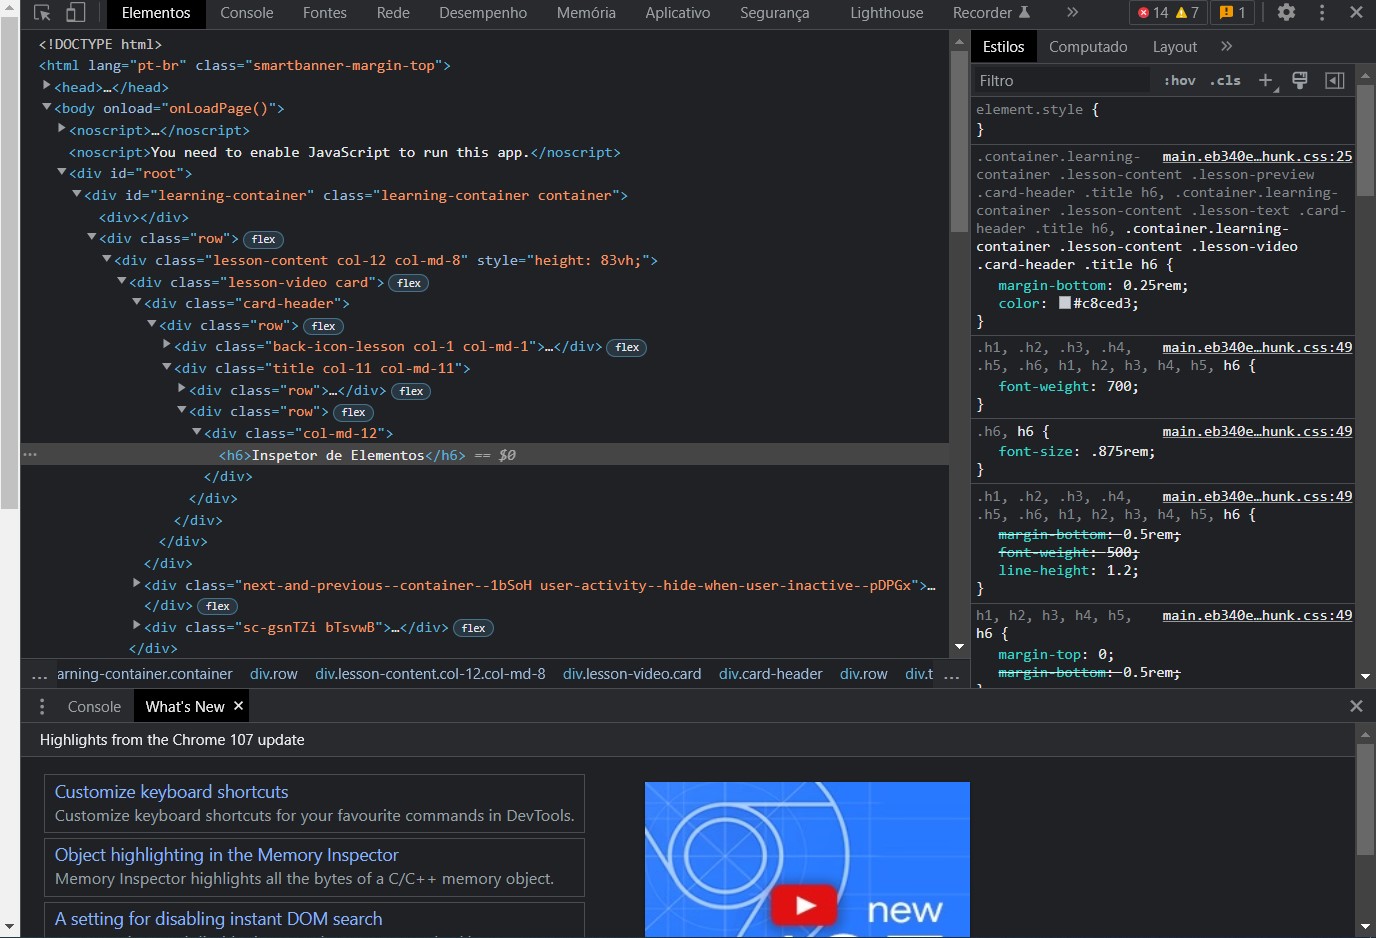 Elementos Console Fontes Rede Desempenho Memória Aplicativo Segurança Lighthouse Recorder » 14 7 1
<!DOCTYPE html>
<html lang="pt-br" class="smartbanner-margin-top">
<head>…</head>
<body onload="onLoadPage()">
<noscript>…</noscript>
<noscript>You need to enable JavaScript to run this app.</noscript>
<div id="root">
<div id="learning-container" class="learning-container container">
<div></div>
<div class="row"> flex
<div class="lesson-content col-12 col-md-8" style="height: 83vh;">
<div class="lesson-video card"> flex
<div class="card-header">
<div class="row"> flex
<div class="back-icon-lesson col-1 col-md-1">…</div> flex
<div class="title col-11 col-md-11">
<div class="row">…</div> flex
<div class="row"> flex
<div class="col-md-12">
… <h6>Inspetor de Elementos</h6> == $0
</div>
</div>
</div>
</div>
</div>
<div class="next-and-previous--container--1bSoH user-activity--hide-when-user-inactive--pDPGx">…
</div> flex
<div class="sc-gsnTZi bTsvwB">…</div> flex
</div>
… arning-container.container div.row div.lesson-content.col-12.col-md-8 div.lesson-video.card div.card-header div.row div.t …
Estilos Computado Layout »
Filtro :hov .cls +
element.style {
}
.container.learning- main.eb340e…hunk.css:25
container .lesson-content .lesson-preview
.card-header .title h6, .container.learning-
container .lesson-content .lesson-text .card-
header .title h6, .container.learning-
container .lesson-content .lesson-video
.card-header .title h6 {
margin-bottom: 0.25rem;
color: #c8ced3;
}
.h1, .h2, .h3, .h4, main.eb340e…hunk.css:49
.h5, .h6, h1, h2, h3, h4, h5, h6 {
font-weight: 700;
}
.h6, h6 { main.eb340e…hunk.css:49
font-size: .875rem;
}
.h1, .h2, .h3, .h4, main.eb340e…hunk.css:49
.h5, .h6, h1, h2, h3, h4, h5, h6 {
margin-bottom: 0.5rem;
font-weight: 500;
line-height: 1.2;
}
h1, h2, h3, h4, h5, main.eb340e…hunk.css:49
h6 {
margin-top: 0;
margin-bottom: 0.5rem;
}
Console What's New ×
Highlights from the Chrome 107 update
Customize keyboard shortcuts
Customize keyboard shortcuts for your favourite commands in DevTools.
Object highlighting in the Memory Inspector
Memory Inspector highlights all the bytes of a C/C++ memory object.
A setting for disabling instant DOM search
new